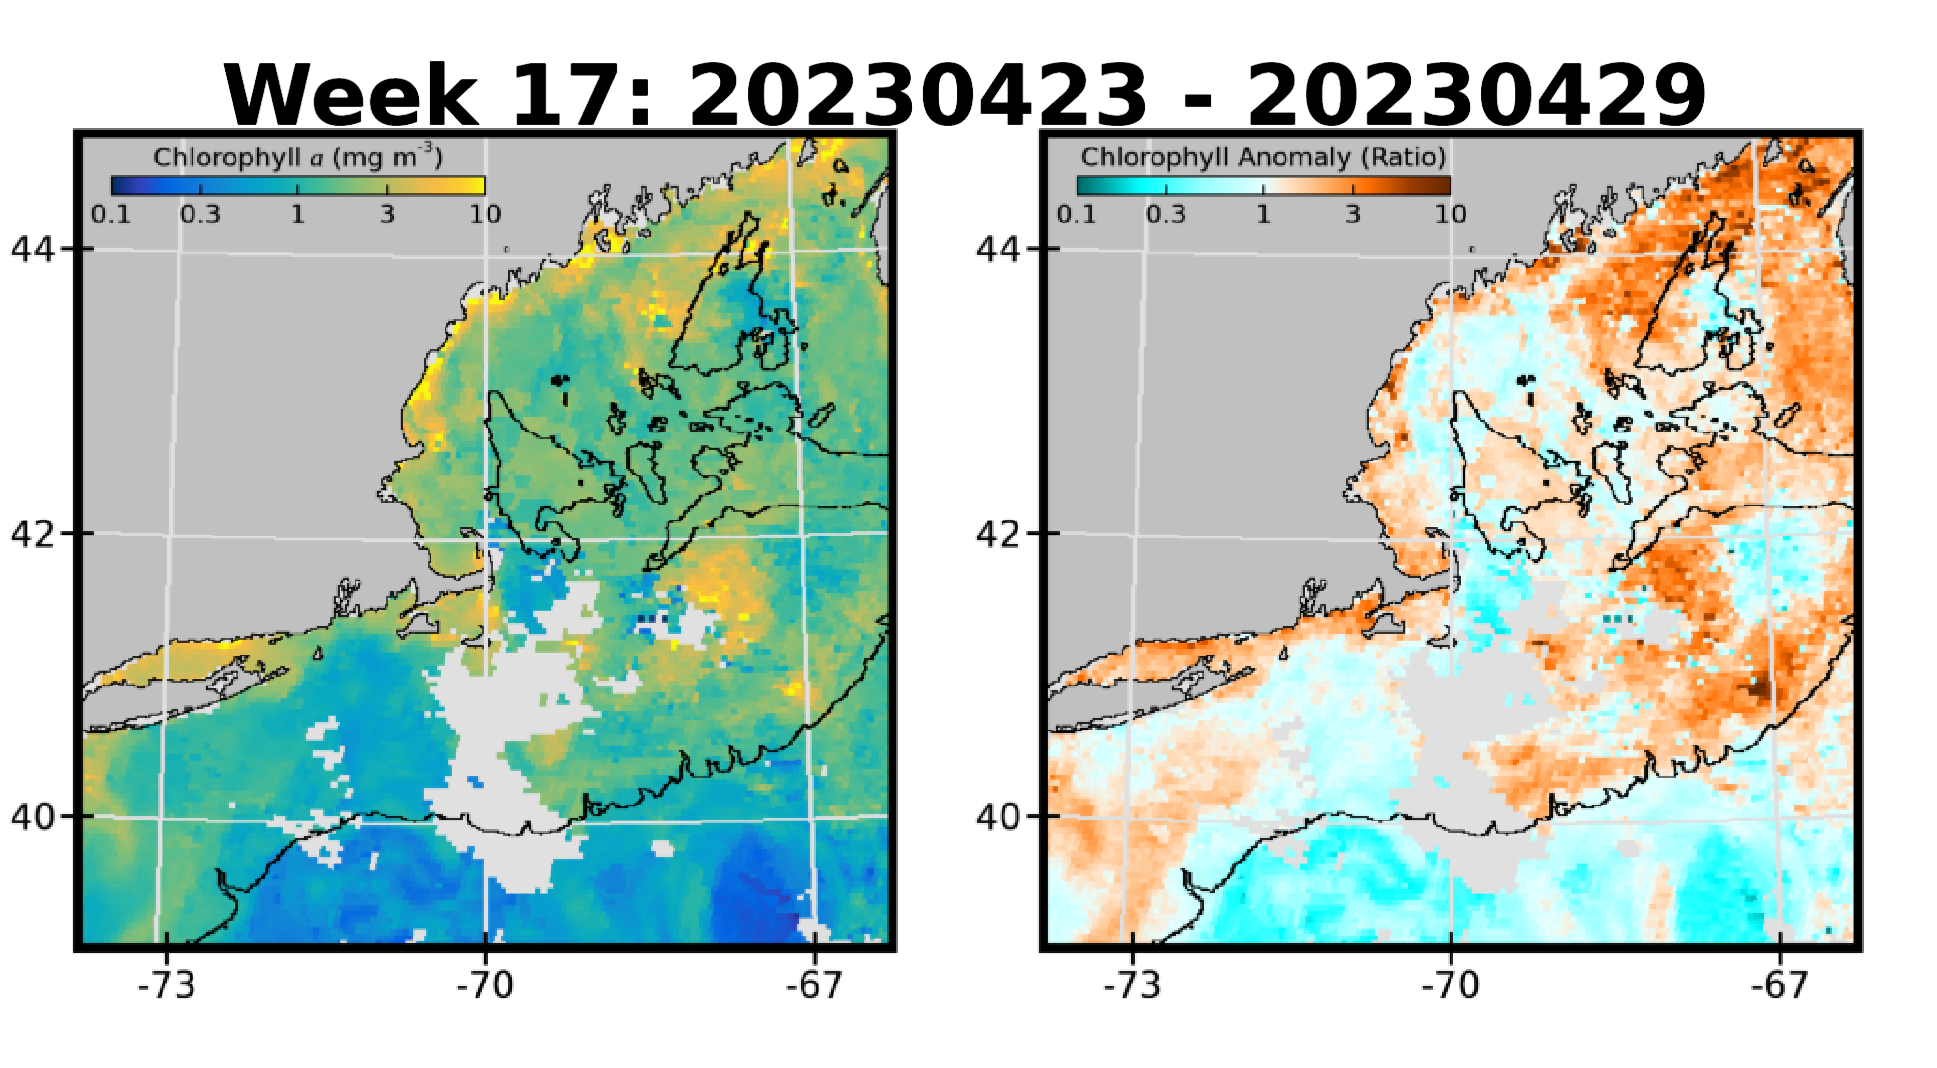 Week 17: 20230423 - 20230429
Chlorophyll a (mg m-3)
0.1 0.3 1 3 10
44
42
40
-73 -70 -67
Chlorophyll Anomaly (Ratio)
0.1 0.3 1 3 10
44
42
40
-73 -70 -67